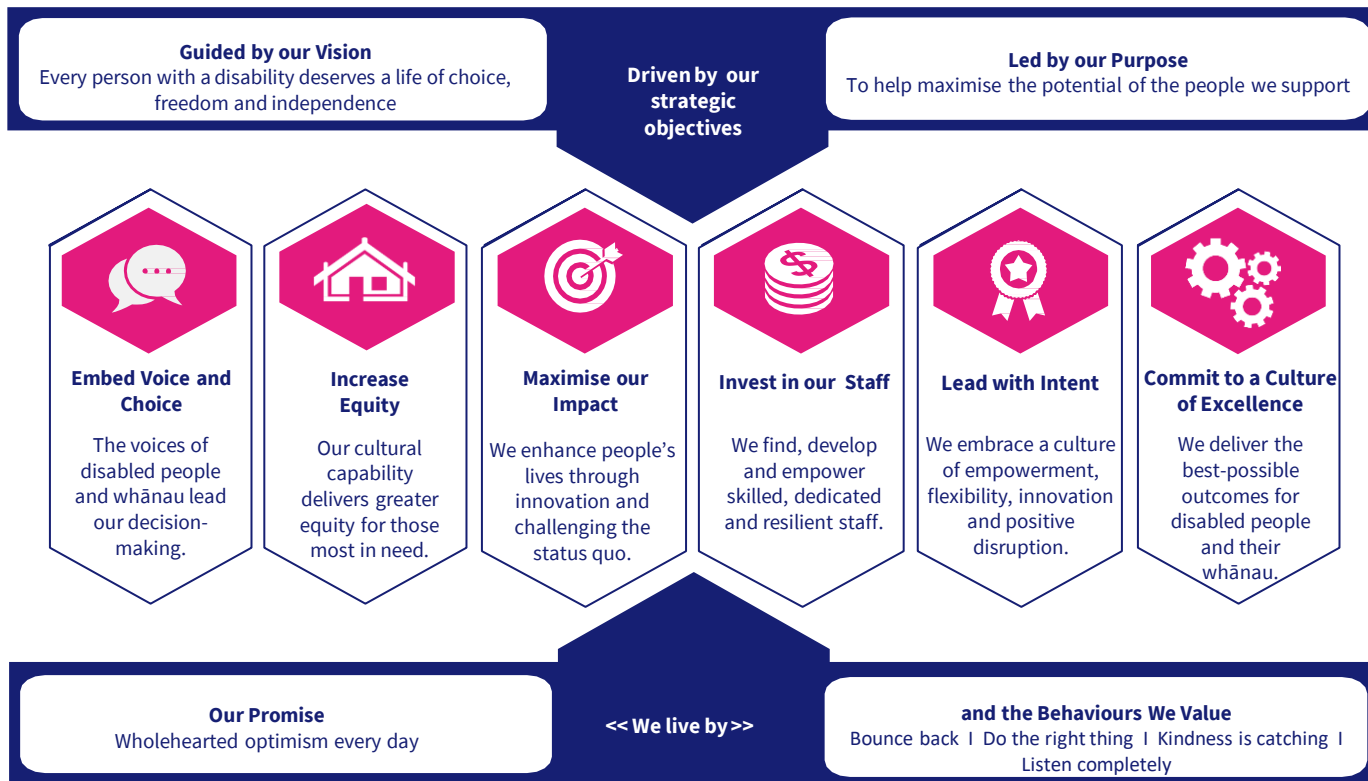 Guided by our Vision
Every person with a disability deserves a life of choice,
freedom and independence
Driven by our
strategic
objectives
Led by our Purpose
To help maximise the potential of the people we support
Embed Voice and
Choice
The voices of
disabled people
and whānau lead
our decision-
making.
Increase
Equity
Our cultural
capability
delivers greater
equity for those
most in need.
Maximise our
Impact
We enhance people’s
lives through
innovation and
challenging the
status quo.
$
Invest in our Staff
We find, develop
and empower
skilled, dedicated
and resilient staff.
Lead with Intent
We embrace a culture
of empowerment,
flexibility, innovation
and positive
disruption.
Commit to a Culture
of Excellence
We deliver the
best-possible
outcomes for
disabled people
and their
whānau.
Our Promise
Wholehearted optimism every day
<< We live by >>
and the Behaviours We Value
Bounce back I Do the right thing I Kindness is catching I
Listen completely